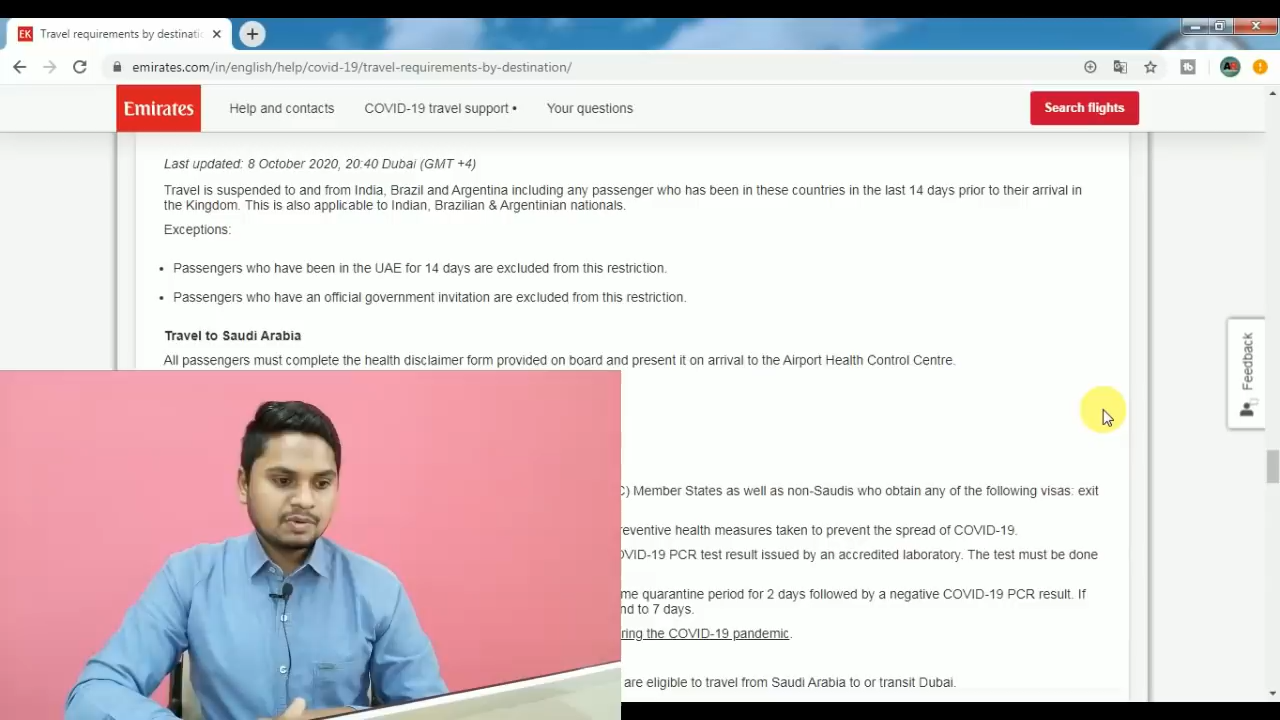 EK Travel requirements by destinati
emirates.com/in/english/help/covid-19/travel-requirements-by-destination/
Emirates Help and contacts COVID-19 travel support Your questions Search flights
Last updated: 8 October 2020, 20:40 Dubai (GMT +4)
Travel is suspended to and from India, Brazil and Argentina including any passenger who has been in these countries in the last 14 days prior to their arrival in
the Kingdom. This is also applicable to Indian, Brazilian & Argentinian nationals.
Exceptions:
• Passengers who have been in the UAE for 14 days are excluded from this restriction.
• Passengers who have an official government invitation are excluded from this restriction.
Travel to Saudi Arabia
All passengers must complete the health disclaimer form provided on board and present it on arrival to the Airport Health Control Centre.
Feedback
C) Member States as well as non-Saudis who obtain any of the following visas: exit
reventive health measures taken to prevent the spread of COVID-19.
OVID-19 PCR test result issued by an accredited laboratory. The test must be done
me quarantine period for 2 days followed by a negative COVID-19 PCR result. If
nd to 7 days.
ring the COVID-19 pandemic.
are eligible to travel from Saudi Arabia to or transit Dubai.